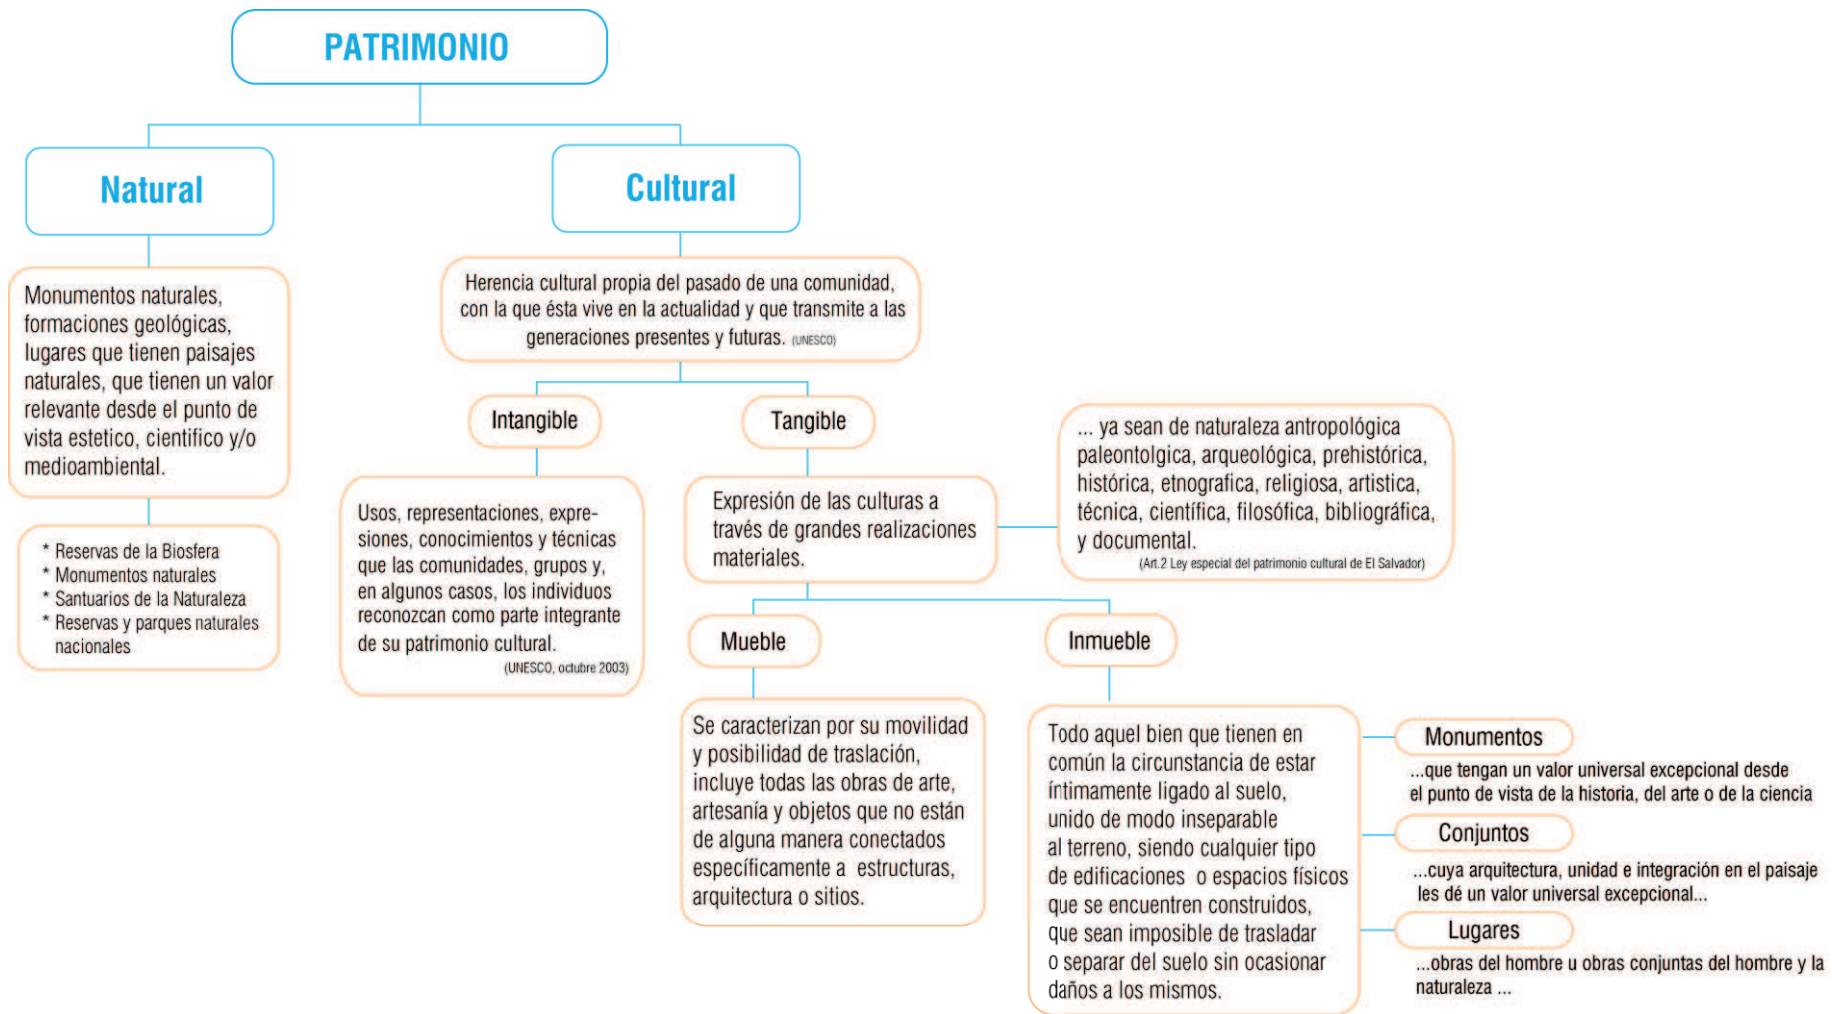 PATRIMONIO
Natural
Cultural
Monumentos naturales,
formaciones geológicas,
lugares que tienen paisajes
naturales, que tienen un valor
relevante desde el punto de
vista estetico, cientifico y/o
medioambiental.
* Reservas de la Biosfera
* Monumentos naturales
* Santuarios de la Naturaleza
* Reservas y parques naturales
nacionales
Herencia cultural propia del pasado de una comunidad,
con la que ésta vive en la actualidad y que transmite a las
generaciones presentes y futuras. (UNESCO)
Intangible
Usos, representaciones, expre-
siones, conocimientos y técnicas
que las comunidades, grupos y,
en algunos casos, los individuos
reconozcan como parte integrante
de su patrimonio cultural.
(UNESCO, octubre 2003)
Tangible
Expresión de las culturas a
través de grandes realizaciones
materiales.
... ya sean de naturaleza antropológica
paleontolgica, arqueológica, prehistórica,
histórica, etnografica, religiosa, artistica,
técnica, científica, filosófica, bibliográfica,
y documental.
(Art.2 Ley especial del patrimonio cultural de El Salvador)
Mueble
Se caracterizan por su movilidad
y posibilidad de traslación,
incluye todas las obras de arte,
artesanía y objetos que no están
de alguna manera conectados
específicamente a estructuras,
arquitectura o sitios.
Inmueble
Todo aquel bien que tienen en
común la circunstancia de estar
íntimamente ligado al suelo,
unido de modo inseparable
al terreno, siendo cualquier tipo
de edificaciones o espacios físicos
que se encuentren construidos,
que sean imposible de trasladar
o separar del suelo sin ocasionar
daños a los mismos.
Monumentos
...que tengan un valor universal excepcional desde
el punto de vista de la historia, del arte o de la ciencia
Conjuntos
...cuya arquitectura, unidad e integración en el paisaje
les dé un valor universal excepcional...
Lugares
...obras del hombre u obras conjuntas del hombre y la
naturaleza ...